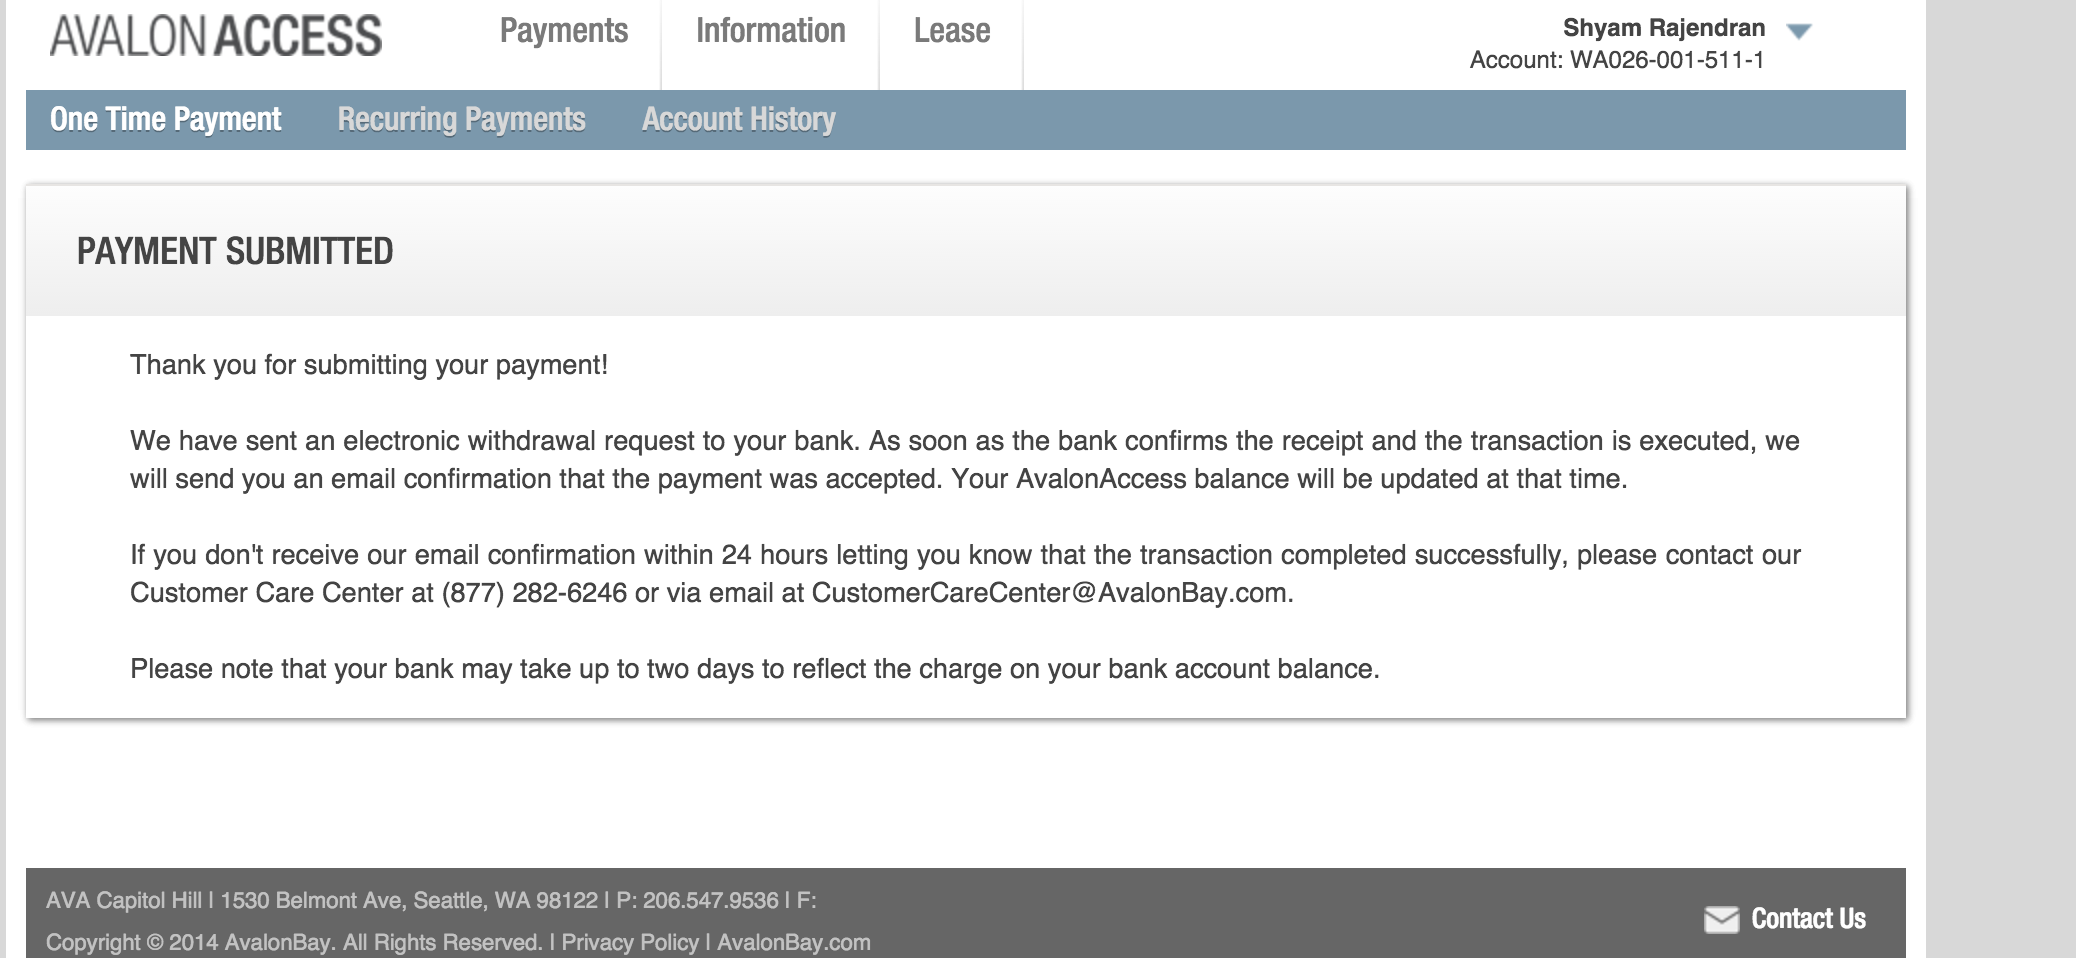 AVALON ACCESS
Payments
Information
Lease
Shyam Rajendran
Account: WA026-001-511-1
One Time Payment
Recurring Payments
Account History
PAYMENT SUBMITTED
Thank you for submitting your payment!
We have sent an electronic withdrawal request to your bank. As soon as the bank confirms the receipt and the transaction is executed, we
will send you an email confirmation that the payment was accepted. Your AvalonAccess balance will be updated at that time.
If you don't receive our email confirmation within 24 hours letting you know that the transaction completed successfully, please contact our
Customer Care Center at (877) 282-6246 or via email at CustomerCareCenter@AvalonBay.com.
Please note that your bank may take up to two days to reflect the charge on your bank account balance.
AVA Capitol Hill | 1530 Belmont Ave, Seattle, WA 98122 | P: 206.547.9536 | F:
Copyright © 2014 AvalonBay. All Rights Reserved. | Privacy Policy | AvalonBay.com
Contact Us